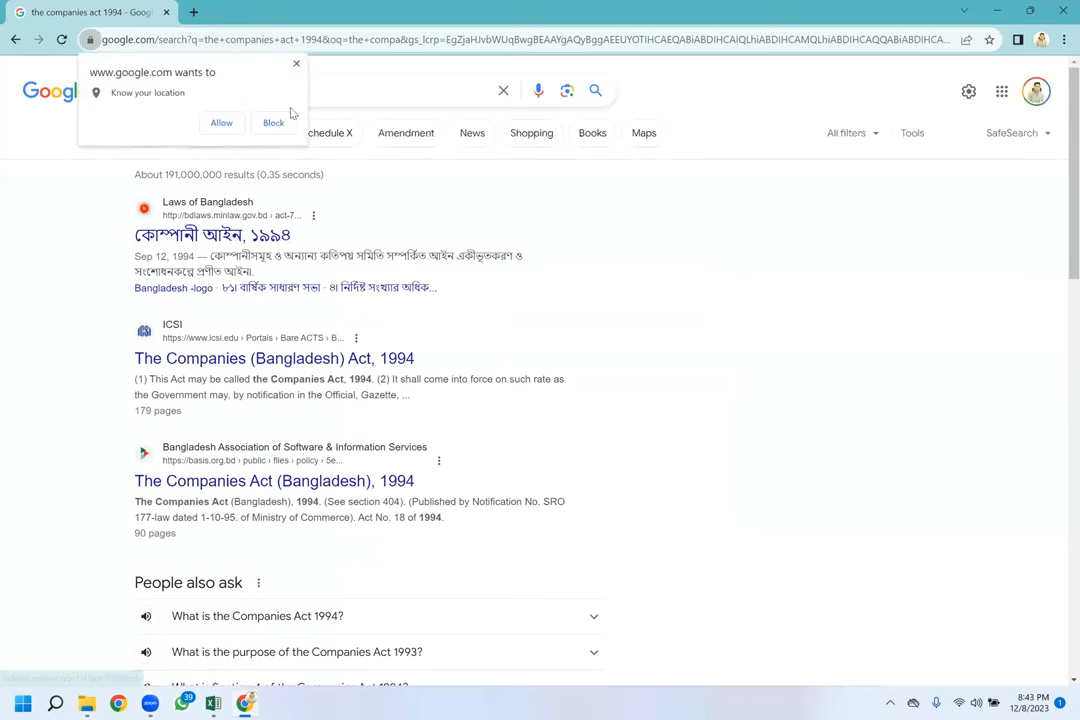 the companies act 1994 - Goog
google.com/search?q=the+companies+act+1994&oq=the+compa&gs_lcrp=EgZjaHJvbWUqBwgBEAAYgAQyBggAEEUYOTIHCAEQABiABDIHCAIQLhiABDIHCAMQLhiABDIHCAQQABiABDIHCAUQABiABDIHCAUQA...
www.google.com wants to
Know your location
Allow
Block
Googl
chedule X
Amendment
News
Shopping
Books
Maps
All filters
Tools
SafeSearch
About 191,000,000 results (0.35 seconds)
Laws of Bangladesh
http://bdlaws.minlaw.gov.bd › act-7...
কোম্পানী আইন, ১৯৯৪
Sep 12, 1994 — কোম্পানীসমূহ ও অন্যান্য কতিপয় সমিতি সম্পর্কিত আইন একীভূতকরণ ও
সংশোধনকল্পে প্রণীত আইন৷
Bangladesh -logo · ৮১৷ বার্ষিক সাধারণ সভা · ৪৷ নির্দিষ্ট সংখ্যার অধিক...
ICSI
https://www.icsi.edu › Portals › Bare ACTS › B...
The Companies (Bangladesh) Act, 1994
(1) This Act may be called the Companies Act, 1994. (2) It shall come into force on such rate as
the Government may, by notification in the Official, Gazette, ...
179 pages
Bangladesh Association of Software & Information Services
https://basis.org.bd › public › files › policy › 5e...
The Companies Act (Bangladesh), 1994
The Companies Act (Bangladesh), 1994. (See section 404). (Published by Notification No. SRO
177-law dated 1-10-95. of Ministry of Commerce). Act No. 18 of 1994.
90 pages
People also ask
What is the Companies Act 1994?
What is the purpose of the Companies Act 1993?
39
8:43 PM
12/8/2023
1